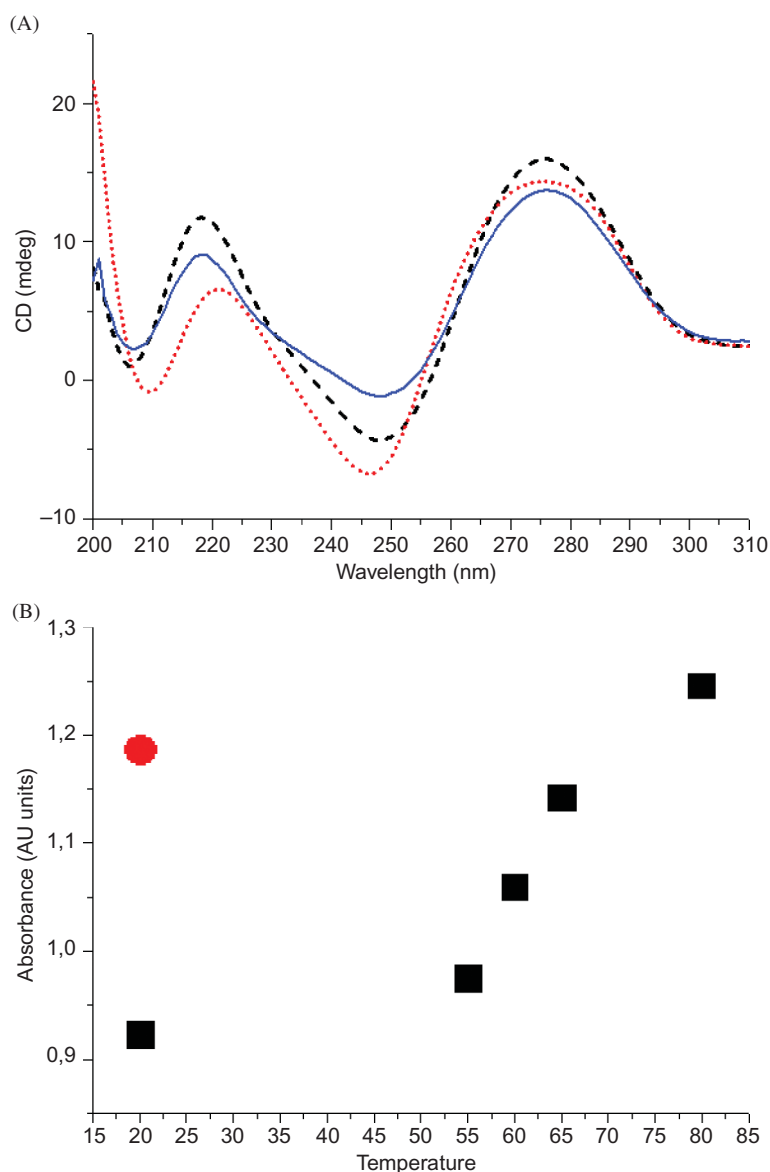 (A)
CD (mdeg)
20
10
0
–10
200 210 220 230 240 250 260 270 280 290 300 310
Wavelength (nm)
(B)
Absorbance (AU units)
1,3
1,2
1,1
1,0
0,9
15 20 25 30 35 40 45 50 55 60 65 70 75 80 85
Temperature